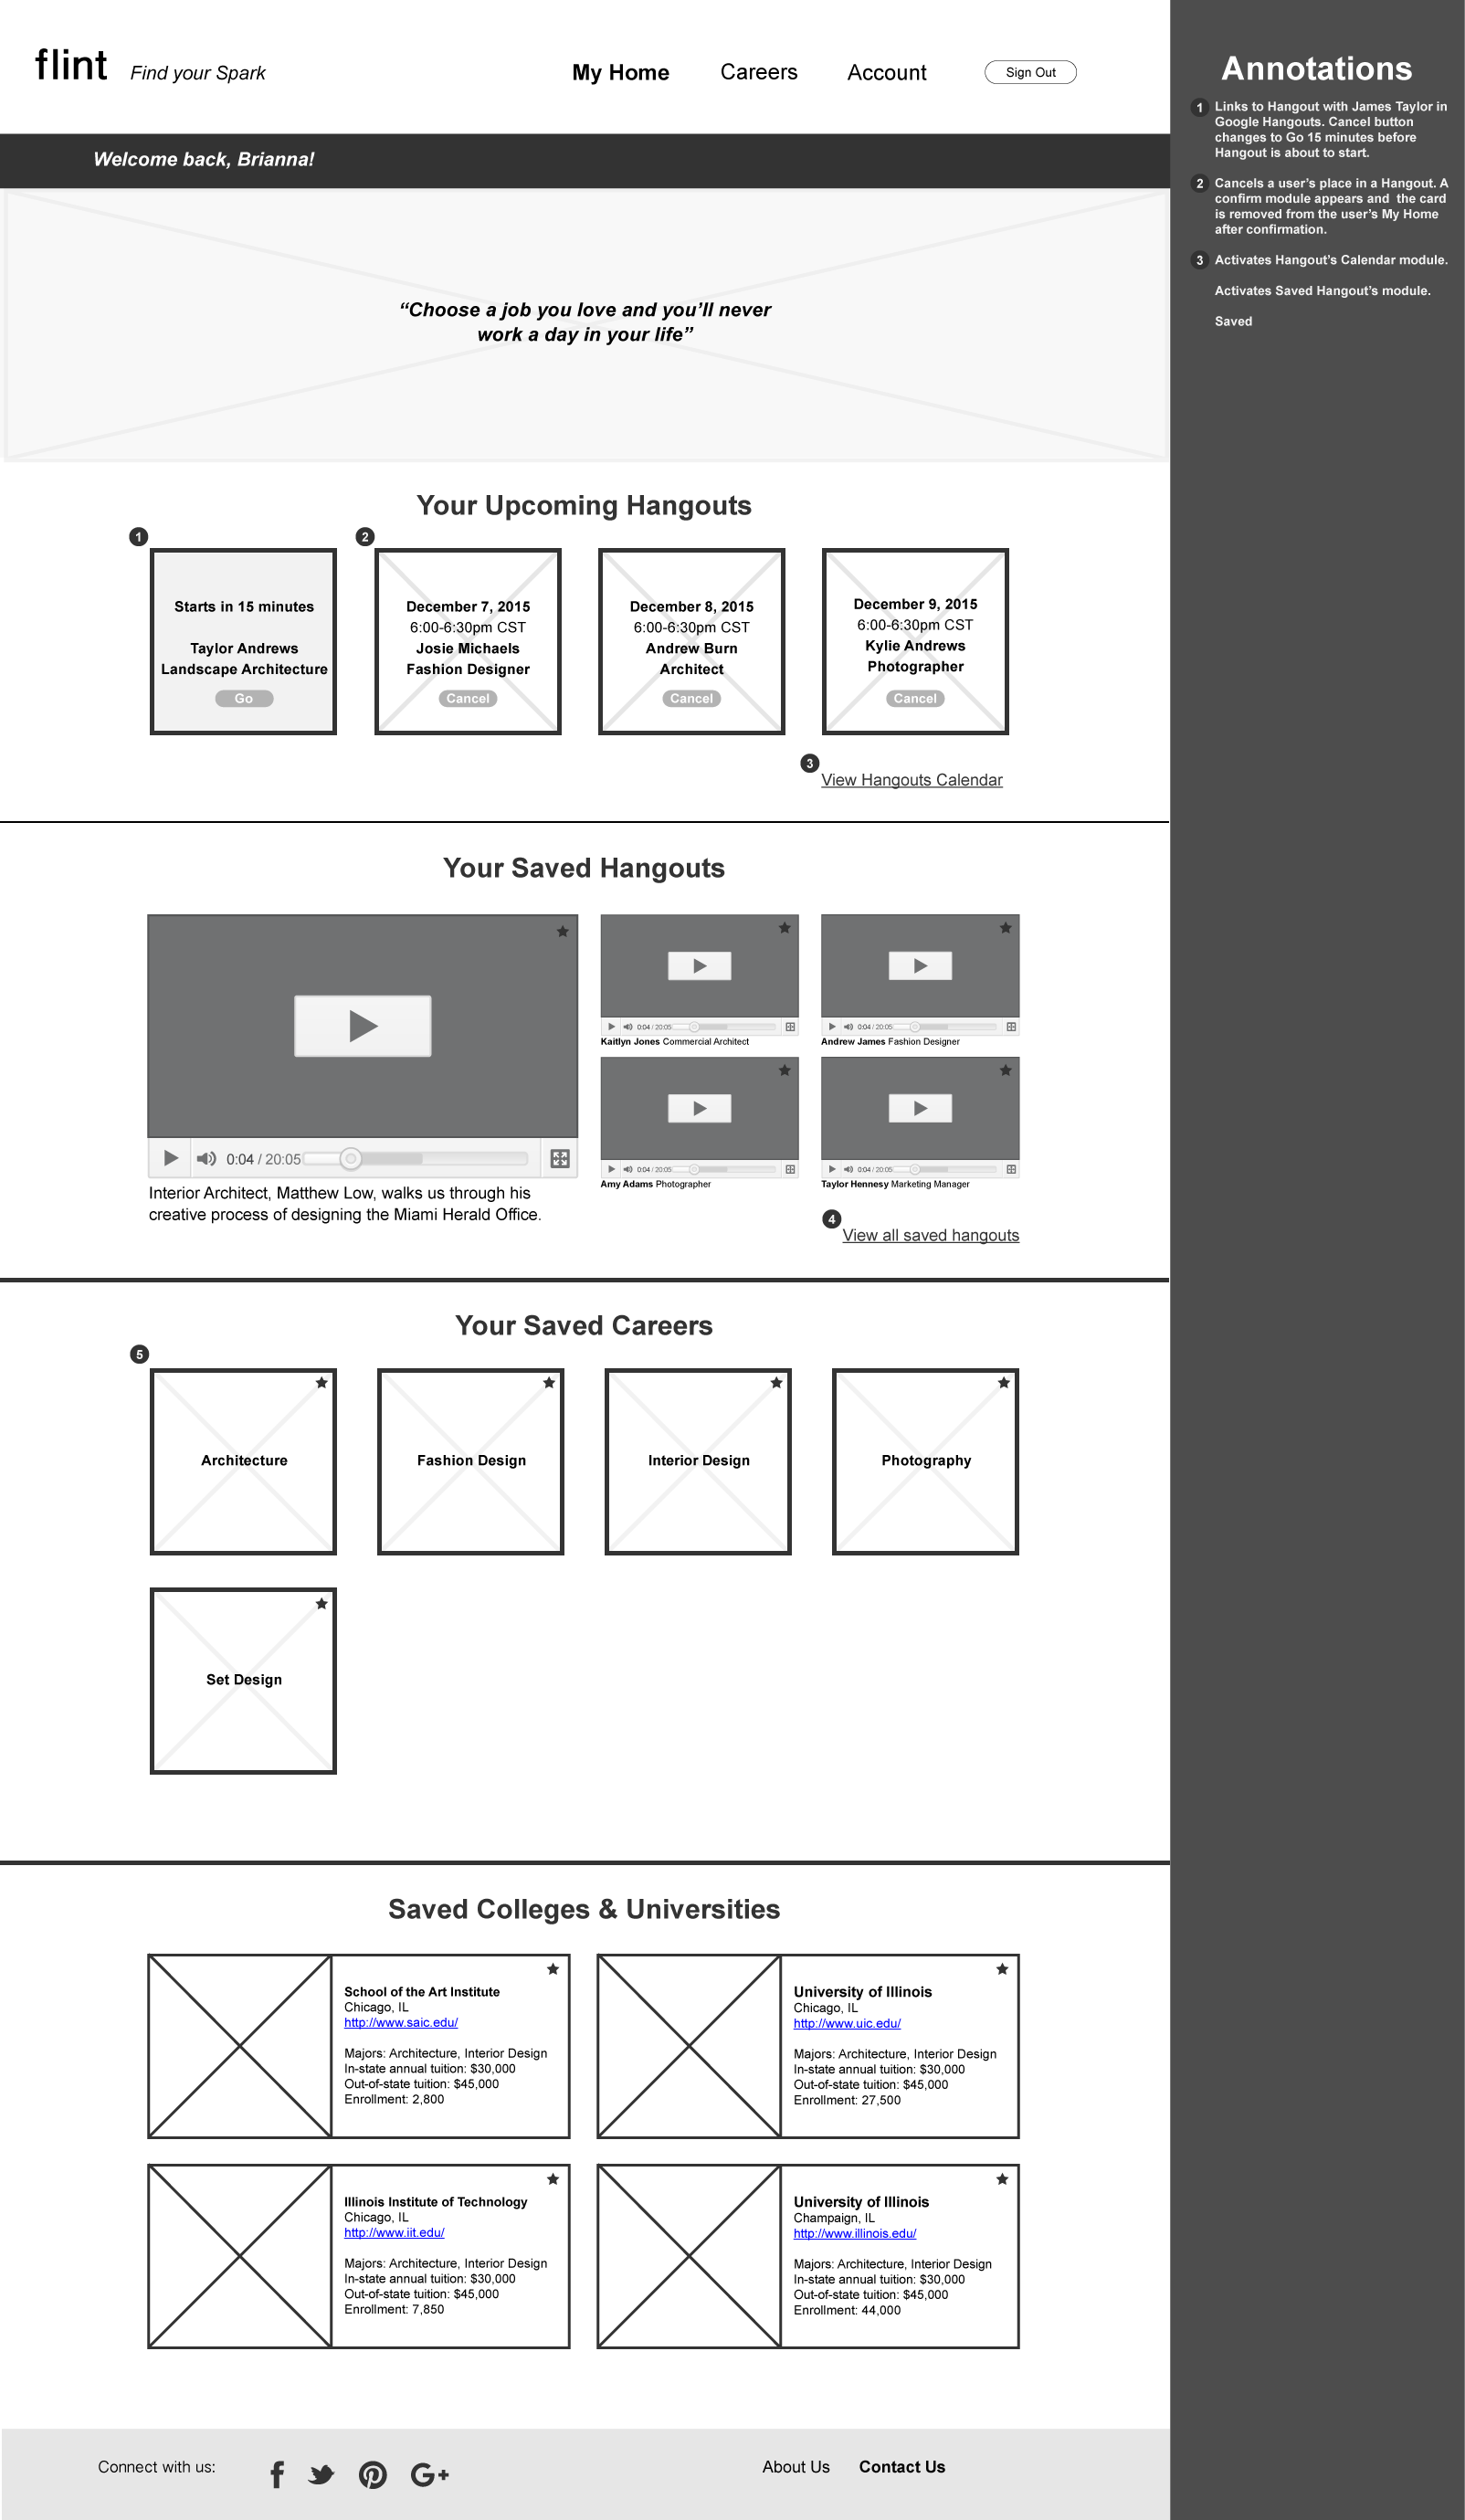 flint Find your Spark My Home Careers Account Sign Out
Welcome back, Brianna!
“Choose a job you love and you’ll never
work a day in your life”
Your Upcoming Hangouts
1
Starts in 15 minutes
Taylor Andrews
Landscape Architecture
Go
2
December 7, 2015
6:00-6:30pm CST
Josie Michaels
Fashion Designer
Cancel
December 8, 2015
6:00-6:30pm CST
Andrew Burn
Architect
Cancel
December 9, 2015
6:00-6:30pm CST
Kylie Andrews
Photographer
Cancel
3
View Hangouts Calendar
Your Saved Hangouts
0:04 / 20:05
Interior Architect, Matthew Low, walks us through his
creative process of designing the Miami Herald Office.
0:04 / 20:05
Kaitlyn Jones Commercial Architect
0:04 / 20:05
Andrew James Fashion Designer
0:04 / 20:05
Amy Adams Photographer
0:04 / 20:05
Taylor Hennesy Marketing Manager
4
View all saved hangouts
Your Saved Careers
5
Architecture
Fashion Design
Interior Design
Photography
Set Design
Saved Colleges & Universities
School of the Art Institute
Chicago, IL
http://www.saic.edu/
Majors: Architecture, Interior Design
In-state annual tuition: $30,000
Out-of-state tuition: $45,000
Enrollment: 2,800
University of Illinois
Chicago, IL
http://www.uic.edu/
Majors: Architecture, Interior Design
In-state annual tuition: $30,000
Out-of-state tuition: $45,000
Enrollment: 27,500
Illinois Institute of Technology
Chicago, IL
http://www.iit.edu/
Majors: Architecture, Interior Design
In-state annual tuition: $30,000
Out-of-state tuition: $45,000
Enrollment: 7,850
University of Illinois
Champaign, IL
http://www.illinois.edu/
Majors: Architecture, Interior Design
In-state annual tuition: $30,000
Out-of-state tuition: $45,000
Enrollment: 44,000
Connect with us: About Us Contact Us
Annotations
1 Links to Hangout with James Taylor in
Google Hangouts. Cancel button
changes to Go 15 minutes before
Hangout is about to start.
2 Cancels a user’s place in a Hangout. A
confirm module appears and the card
is removed from the user’s My Home
after confirmation.
3 Activates Hangout’s Calendar module.
Activates Saved Hangout’s module.
Saved